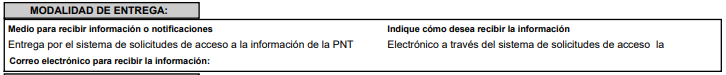 MODALIDAD DE ENTREGA:
Medio para recibir información o notificaciones Indique cómo desea recibir la información
Entrega por el sistema de solicitudes de acceso a la información de la PNT Electrónico a través del sistema de solicitudes de acceso la
Correo electrónico para recibir la información: